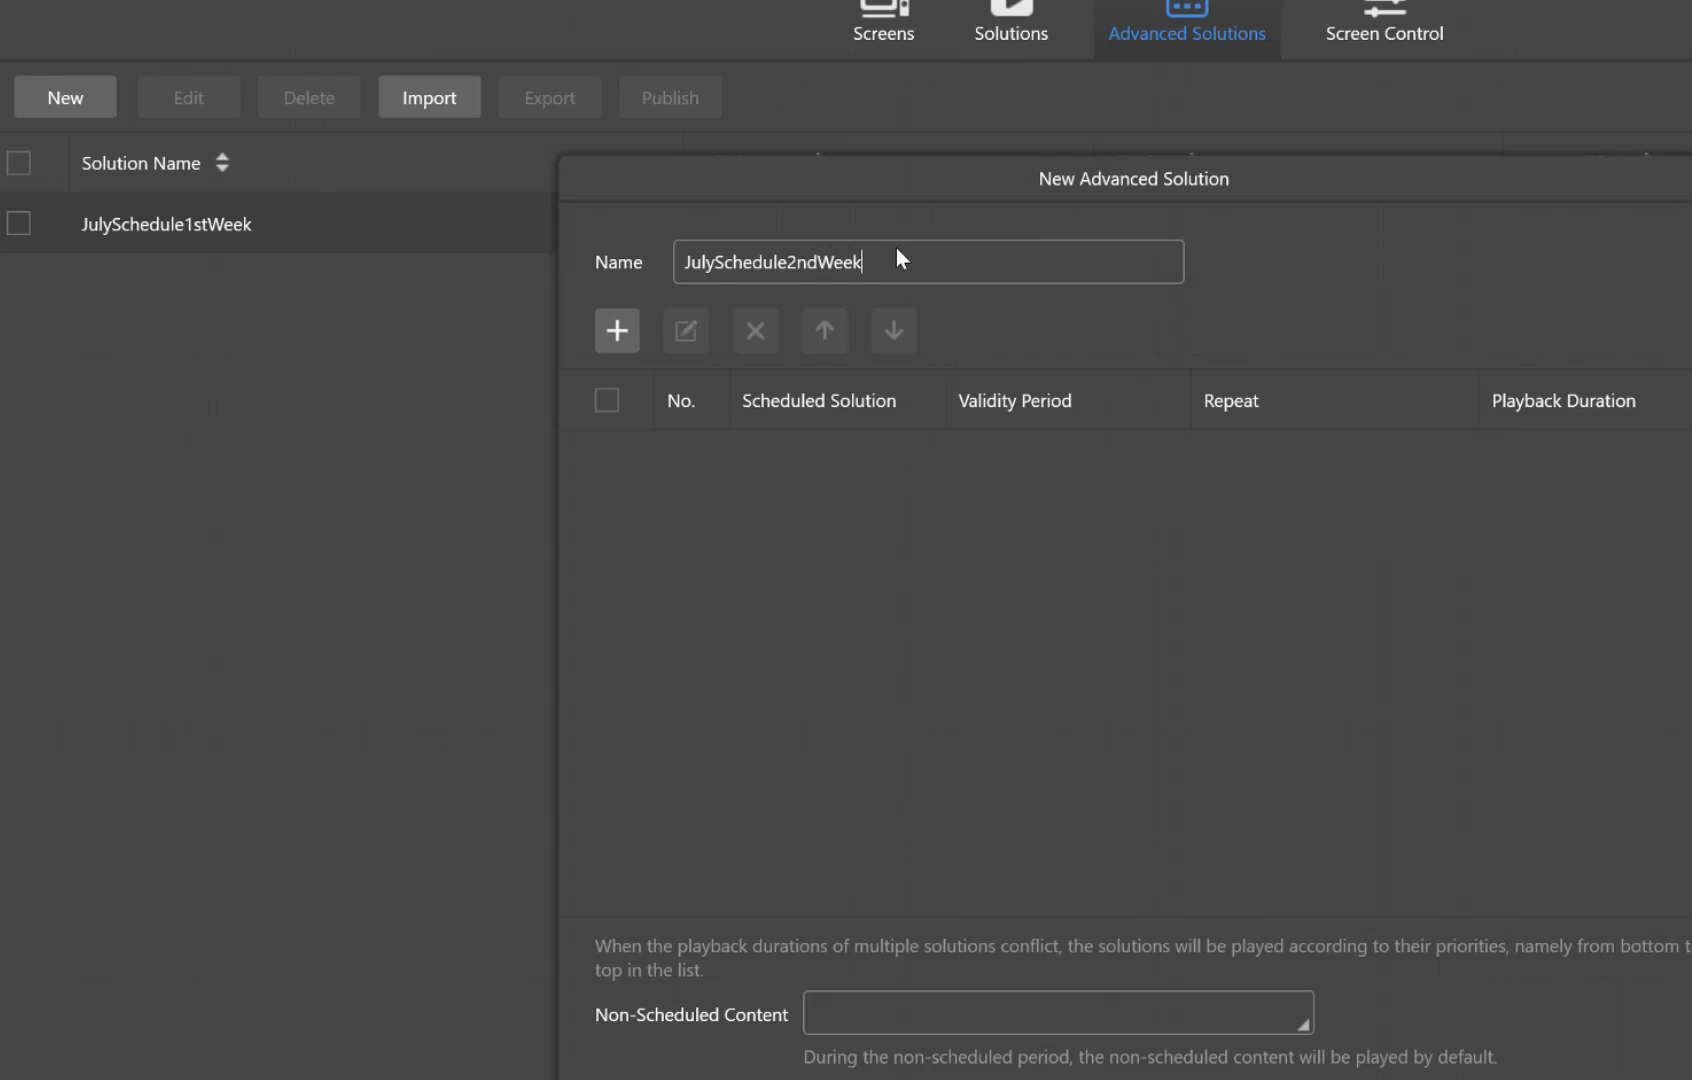 Screens Solutions Advanced Solutions Screen Control
New Edit Delete Import Export Publish
Solution Name
JulySchedule1stWeek
New Advanced Solution
Name JulySchedule2ndWeek
No. Scheduled Solution Validity Period Repeat Playback Duration
When the playback durations of multiple solutions conflict, the solutions will be played according to their priorities, namely from bottom
top in the list.
Non-Scheduled Content
During the non-scheduled period, the non-scheduled content will be played by default.